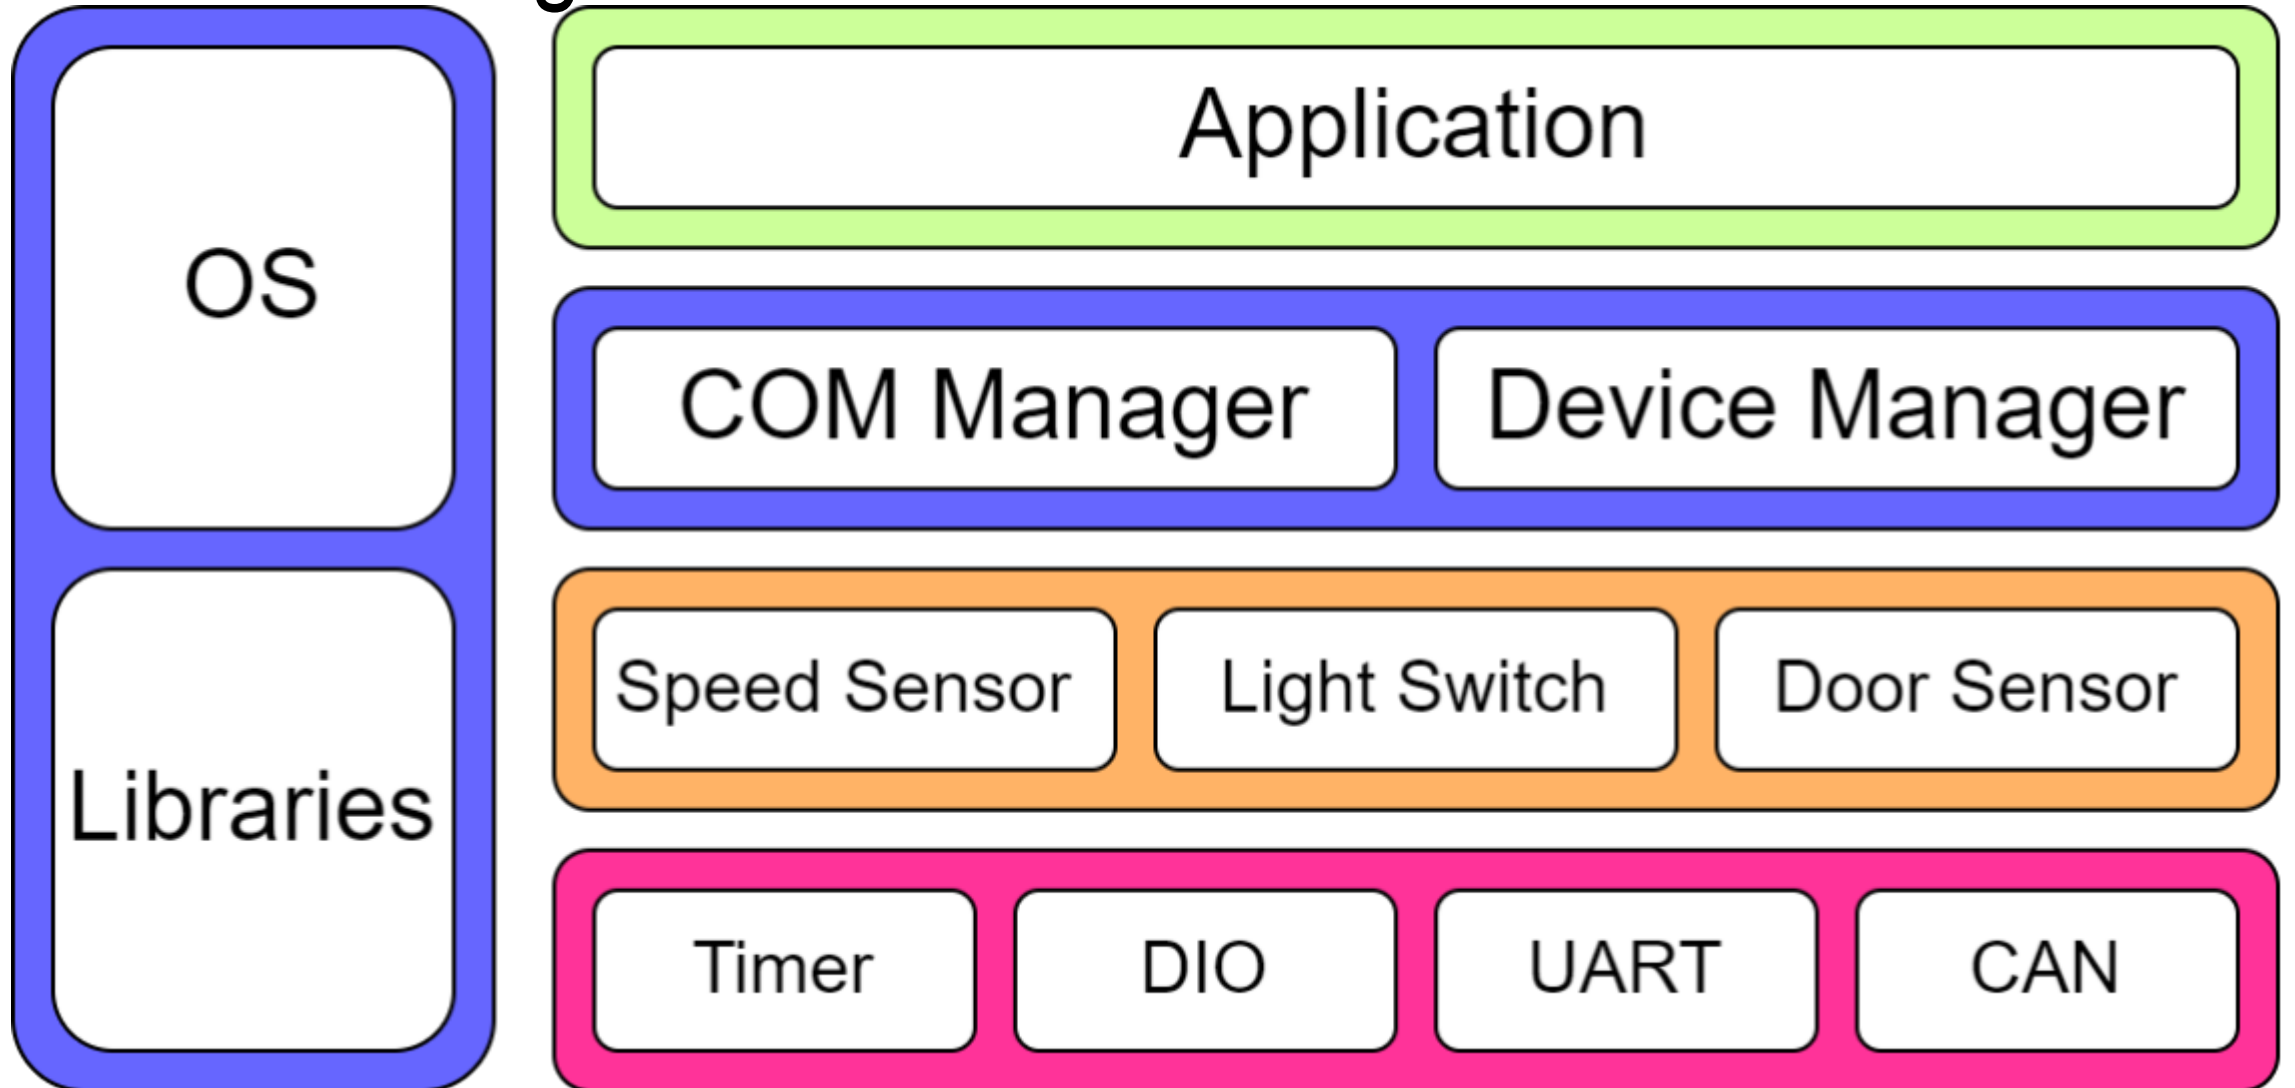 OS
Libraries
Application
COM Manager
Device Manager
Speed Sensor
Light Switch
Door Sensor
Timer
DIO
UART
CAN